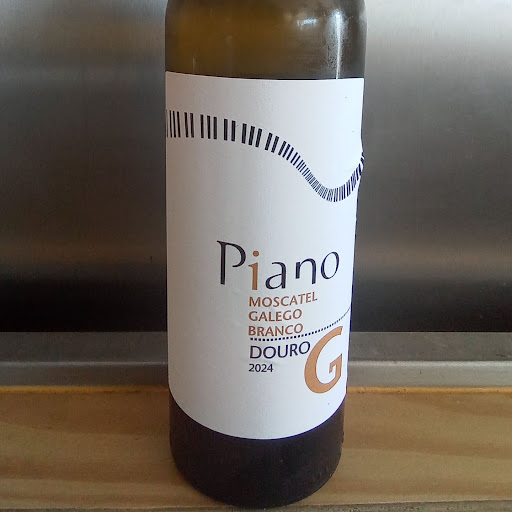 Piano
MOSCATEL
GALEGO
BRANCO
DOURO
2024
G